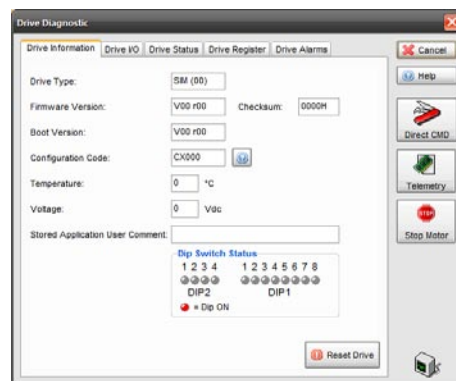 Drive Diagnostic
Drive Information Drive I/O Drive Status Drive Register Drive Alarms
Cancel
Help
Drive Type: SIM (00)
Firmware Version: V00 r00 Checksum: 0000H
Boot Version: V00 r00
Direct CMD
Configuration Code: CX000
Temperature: 0 °C
Telemetry
Voltage: 0 Vdc
Stored Application User Comment:
STOP
Stop Motor
Dip Switch Status
1 2 3 4 1 2 3 4 5 6 7 8
DIP2 DIP1
= Dip ON
Reset Drive